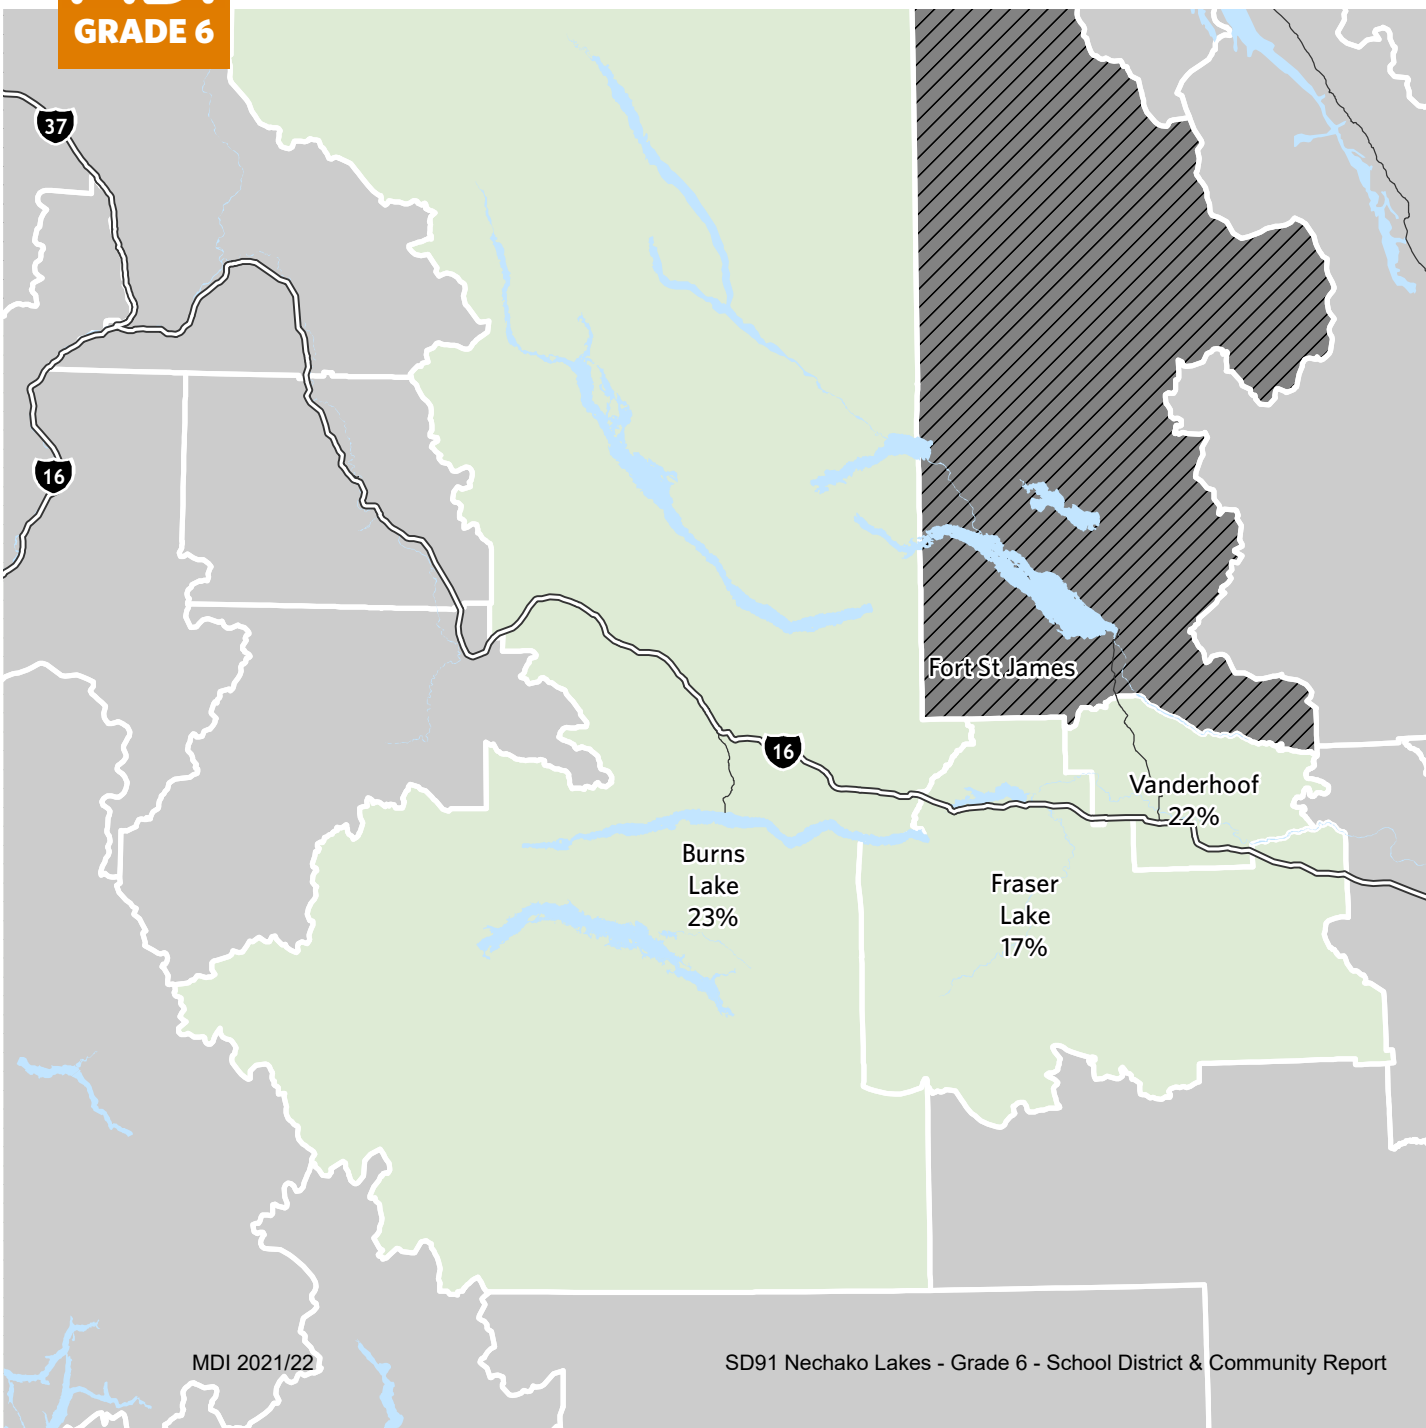 GRADE 6
37
16
Fort St James
16
Vanderhoof
22%
Burns
Lake
23%
Fraser
Lake
17%
MDI 2021/22
SD91 Nechako Lakes - Grade 6 - School District & Community Report